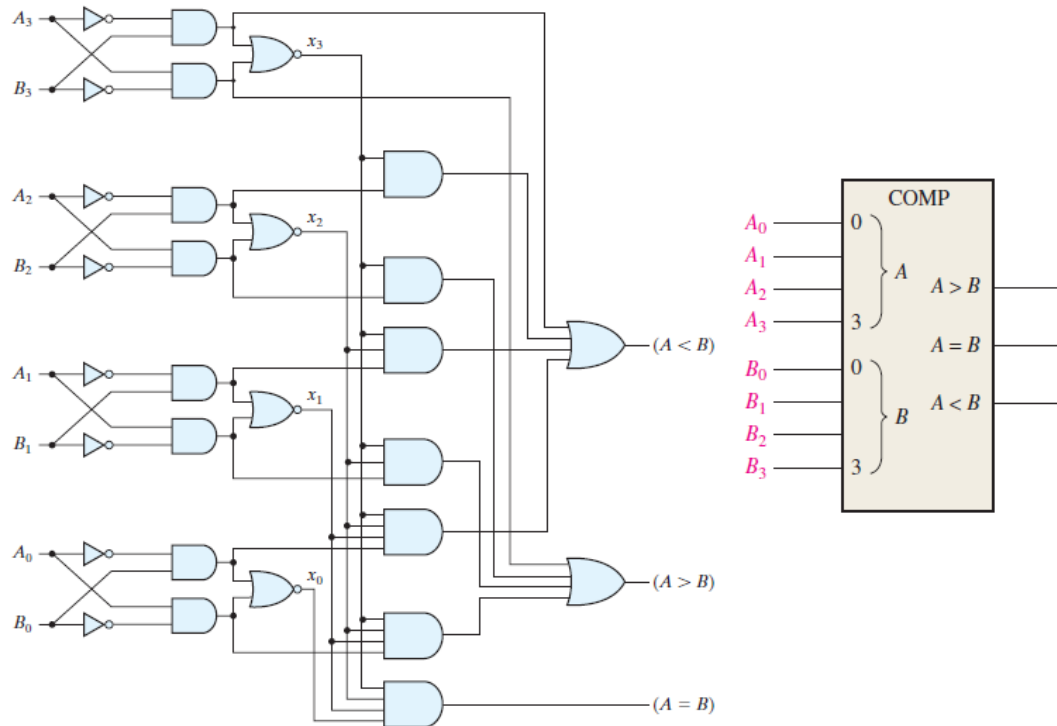 A₃
B₃
x₃
A₂
B₂
x₂
A₁
B₁
x₁
A₀
B₀
x₀
(A < B)
(A > B)
(A = B)
COMP
A₀ 0
A₁
A₂
A₃ 3
A
B₀ 0
B₁
B₂
B₃ 3
B
A > B
A = B
A < B